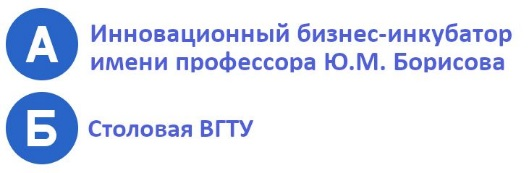 А
Инновационный бизнес-инкубатор
имени профессора Ю.М. Борисова
Б
Столовая ВГТУ